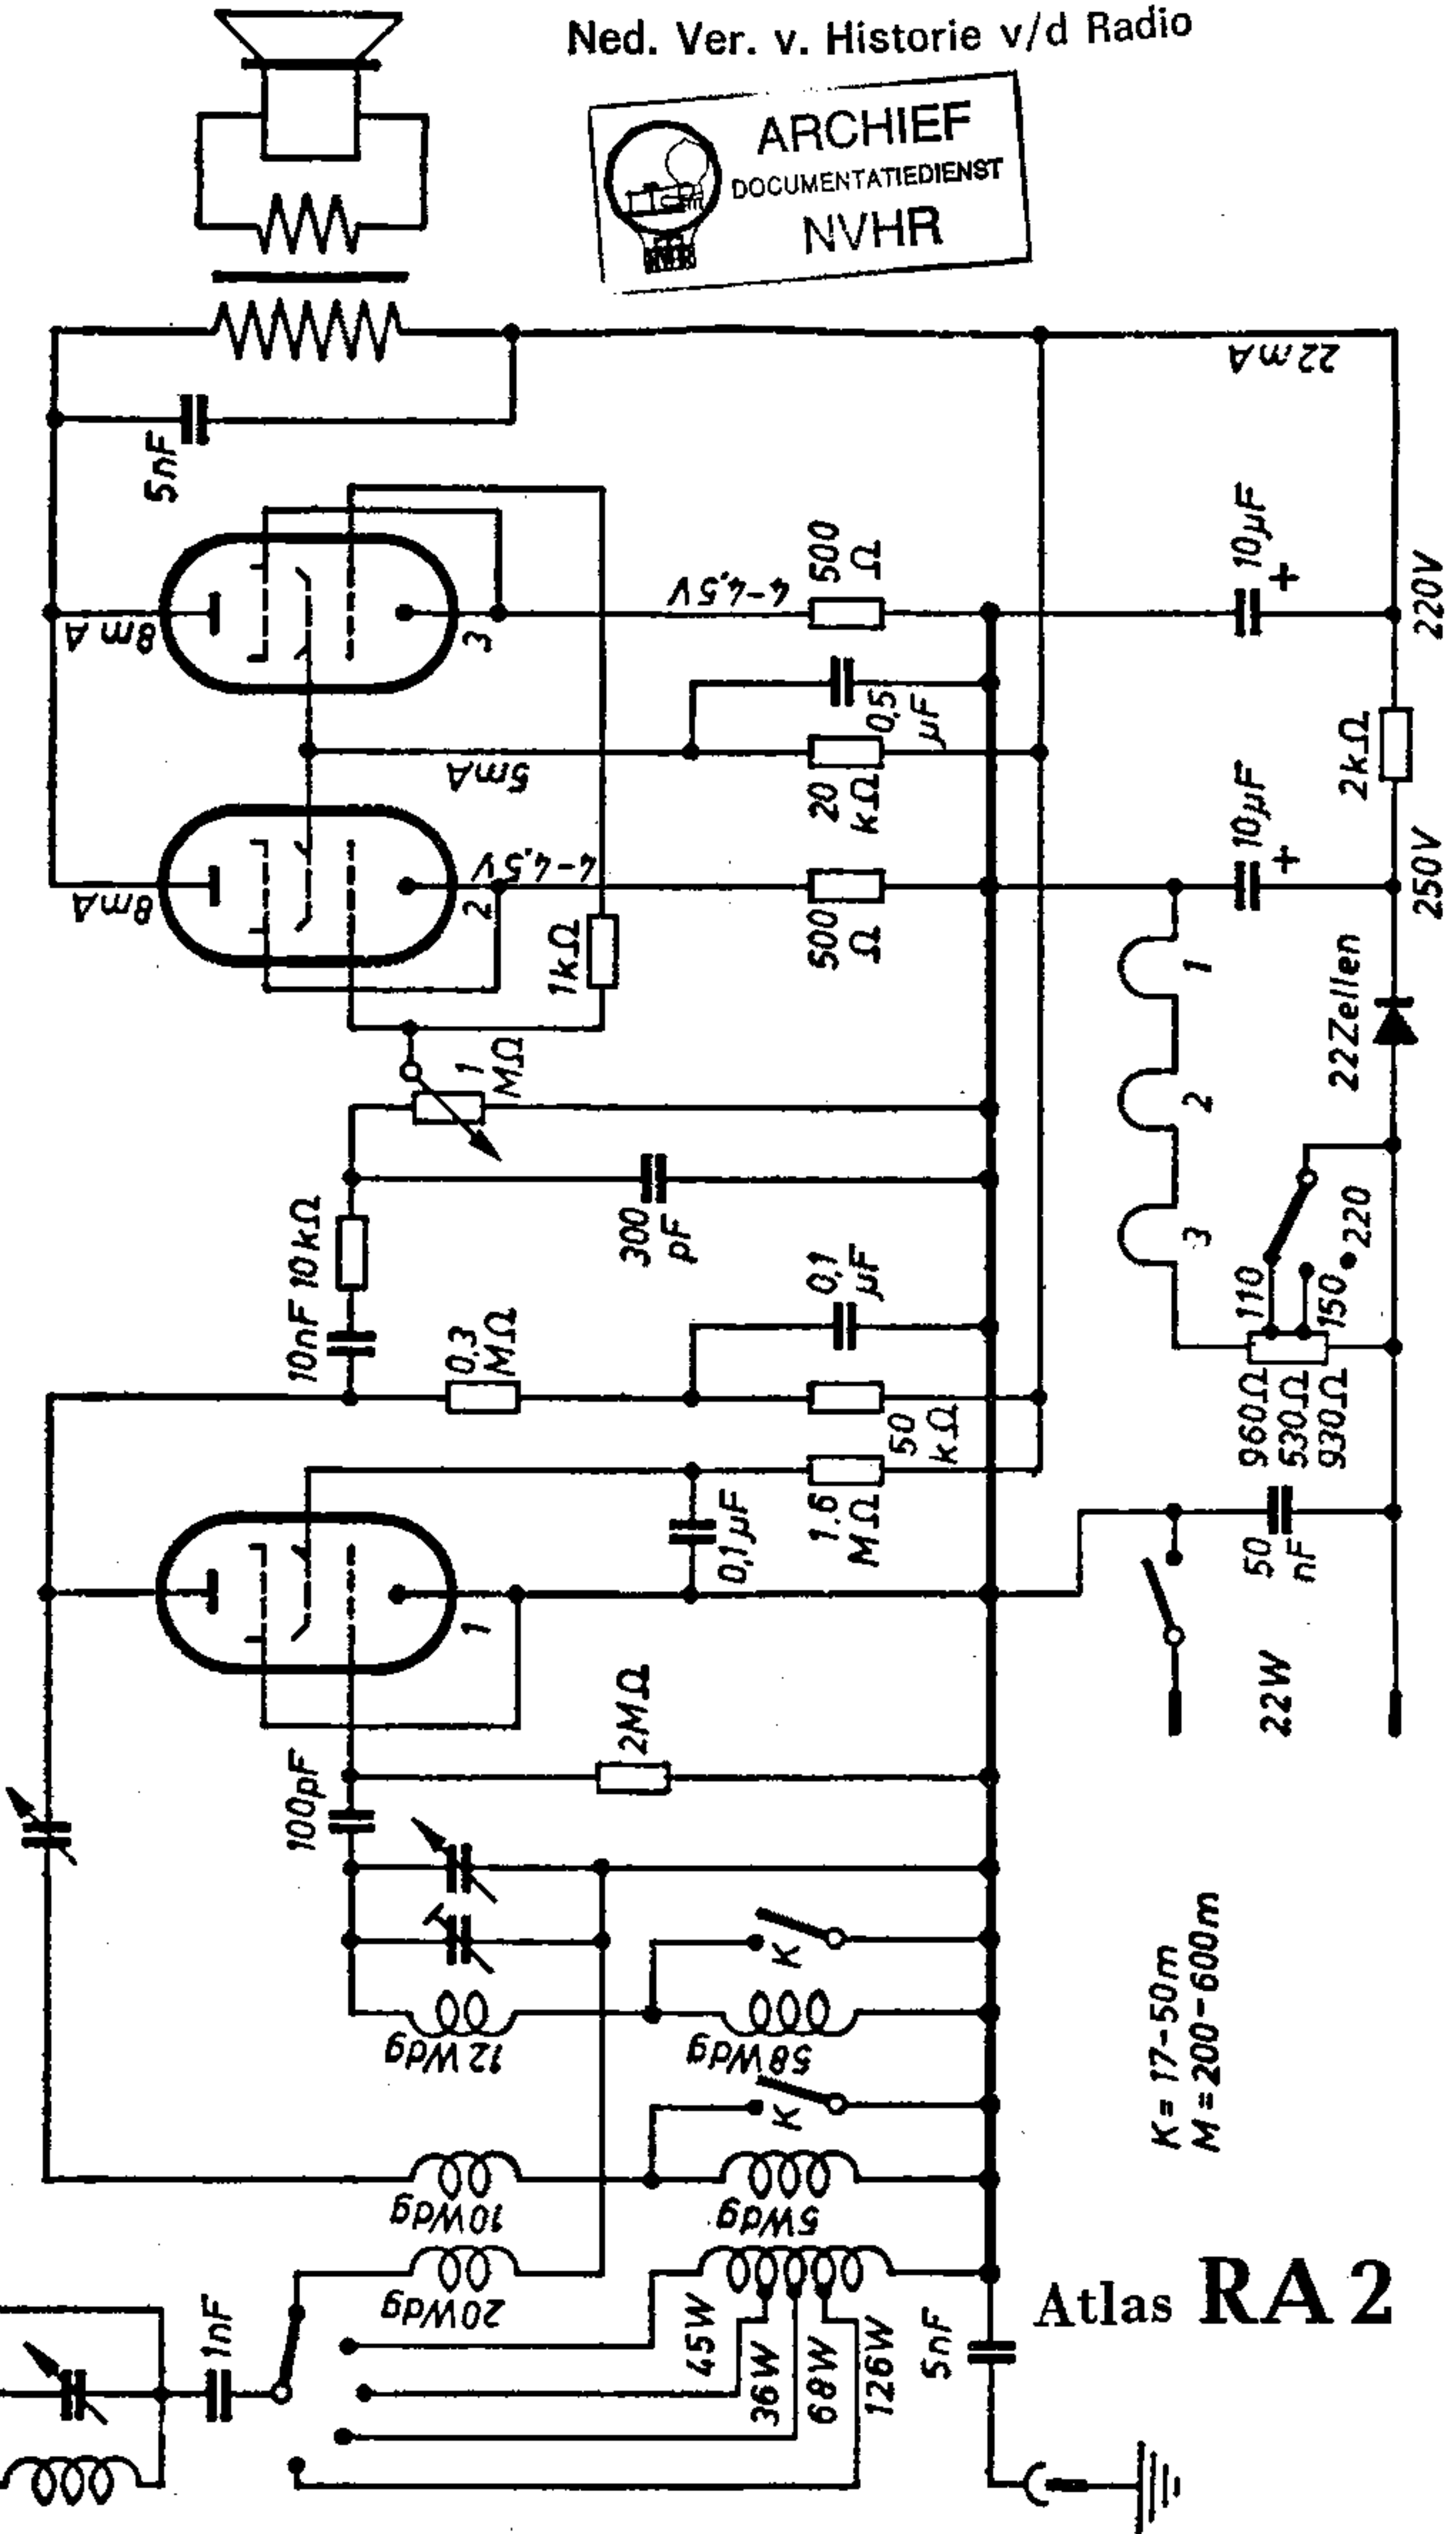 Ned. Ver. v. Historie v/d Radio
ARCHIEF
DOCUMENTATIEDIENST
NVHR
22mA
5nF
8mA
3
4-4,5V
500
Ω
10µF
+
220V
0,5
µF
5mA
20
kΩ
2kΩ
8mA
2
4-4,5V
500
Ω
10µF
+
250V
1kΩ
1
MΩ
1
22Zellen
2
10kΩ
300
pF
3
220
10nF
0,3
MΩ
0,1
µF
110
150
50
kΩ
960Ω
530Ω
930Ω
1
0,1µF
1.6
MΩ
50
nF
22W
2MΩ
100pF
K
12Wdg
58Wdg
K
K = 17-50m
M = 200-600m
10Wdg
5Wdg
20Wdg
1nF
45W
36W
68W
126W
5nF
Atlas RA 2